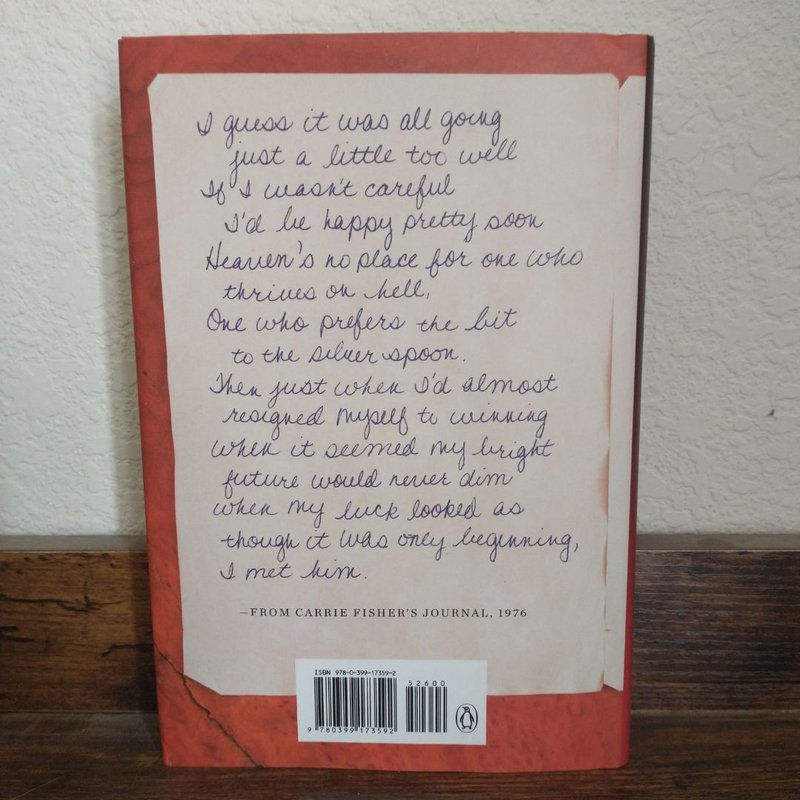 I guess it was all going
just a little too well
If I wasn't careful
I'd be happy pretty soon
Heaven's no place for one who
thrives on hell,
One who prefers the bit
to the silver spoon.
Then just when I'd almost
resigned myself to winning
when it seemed my bright
future would never dim
when my luck looked as
though it was only beginning,
I met him.
—FROM CARRIE FISHER'S JOURNAL, 1976
ISBN 978-0-399-17359-2
52600
9 780399 173592